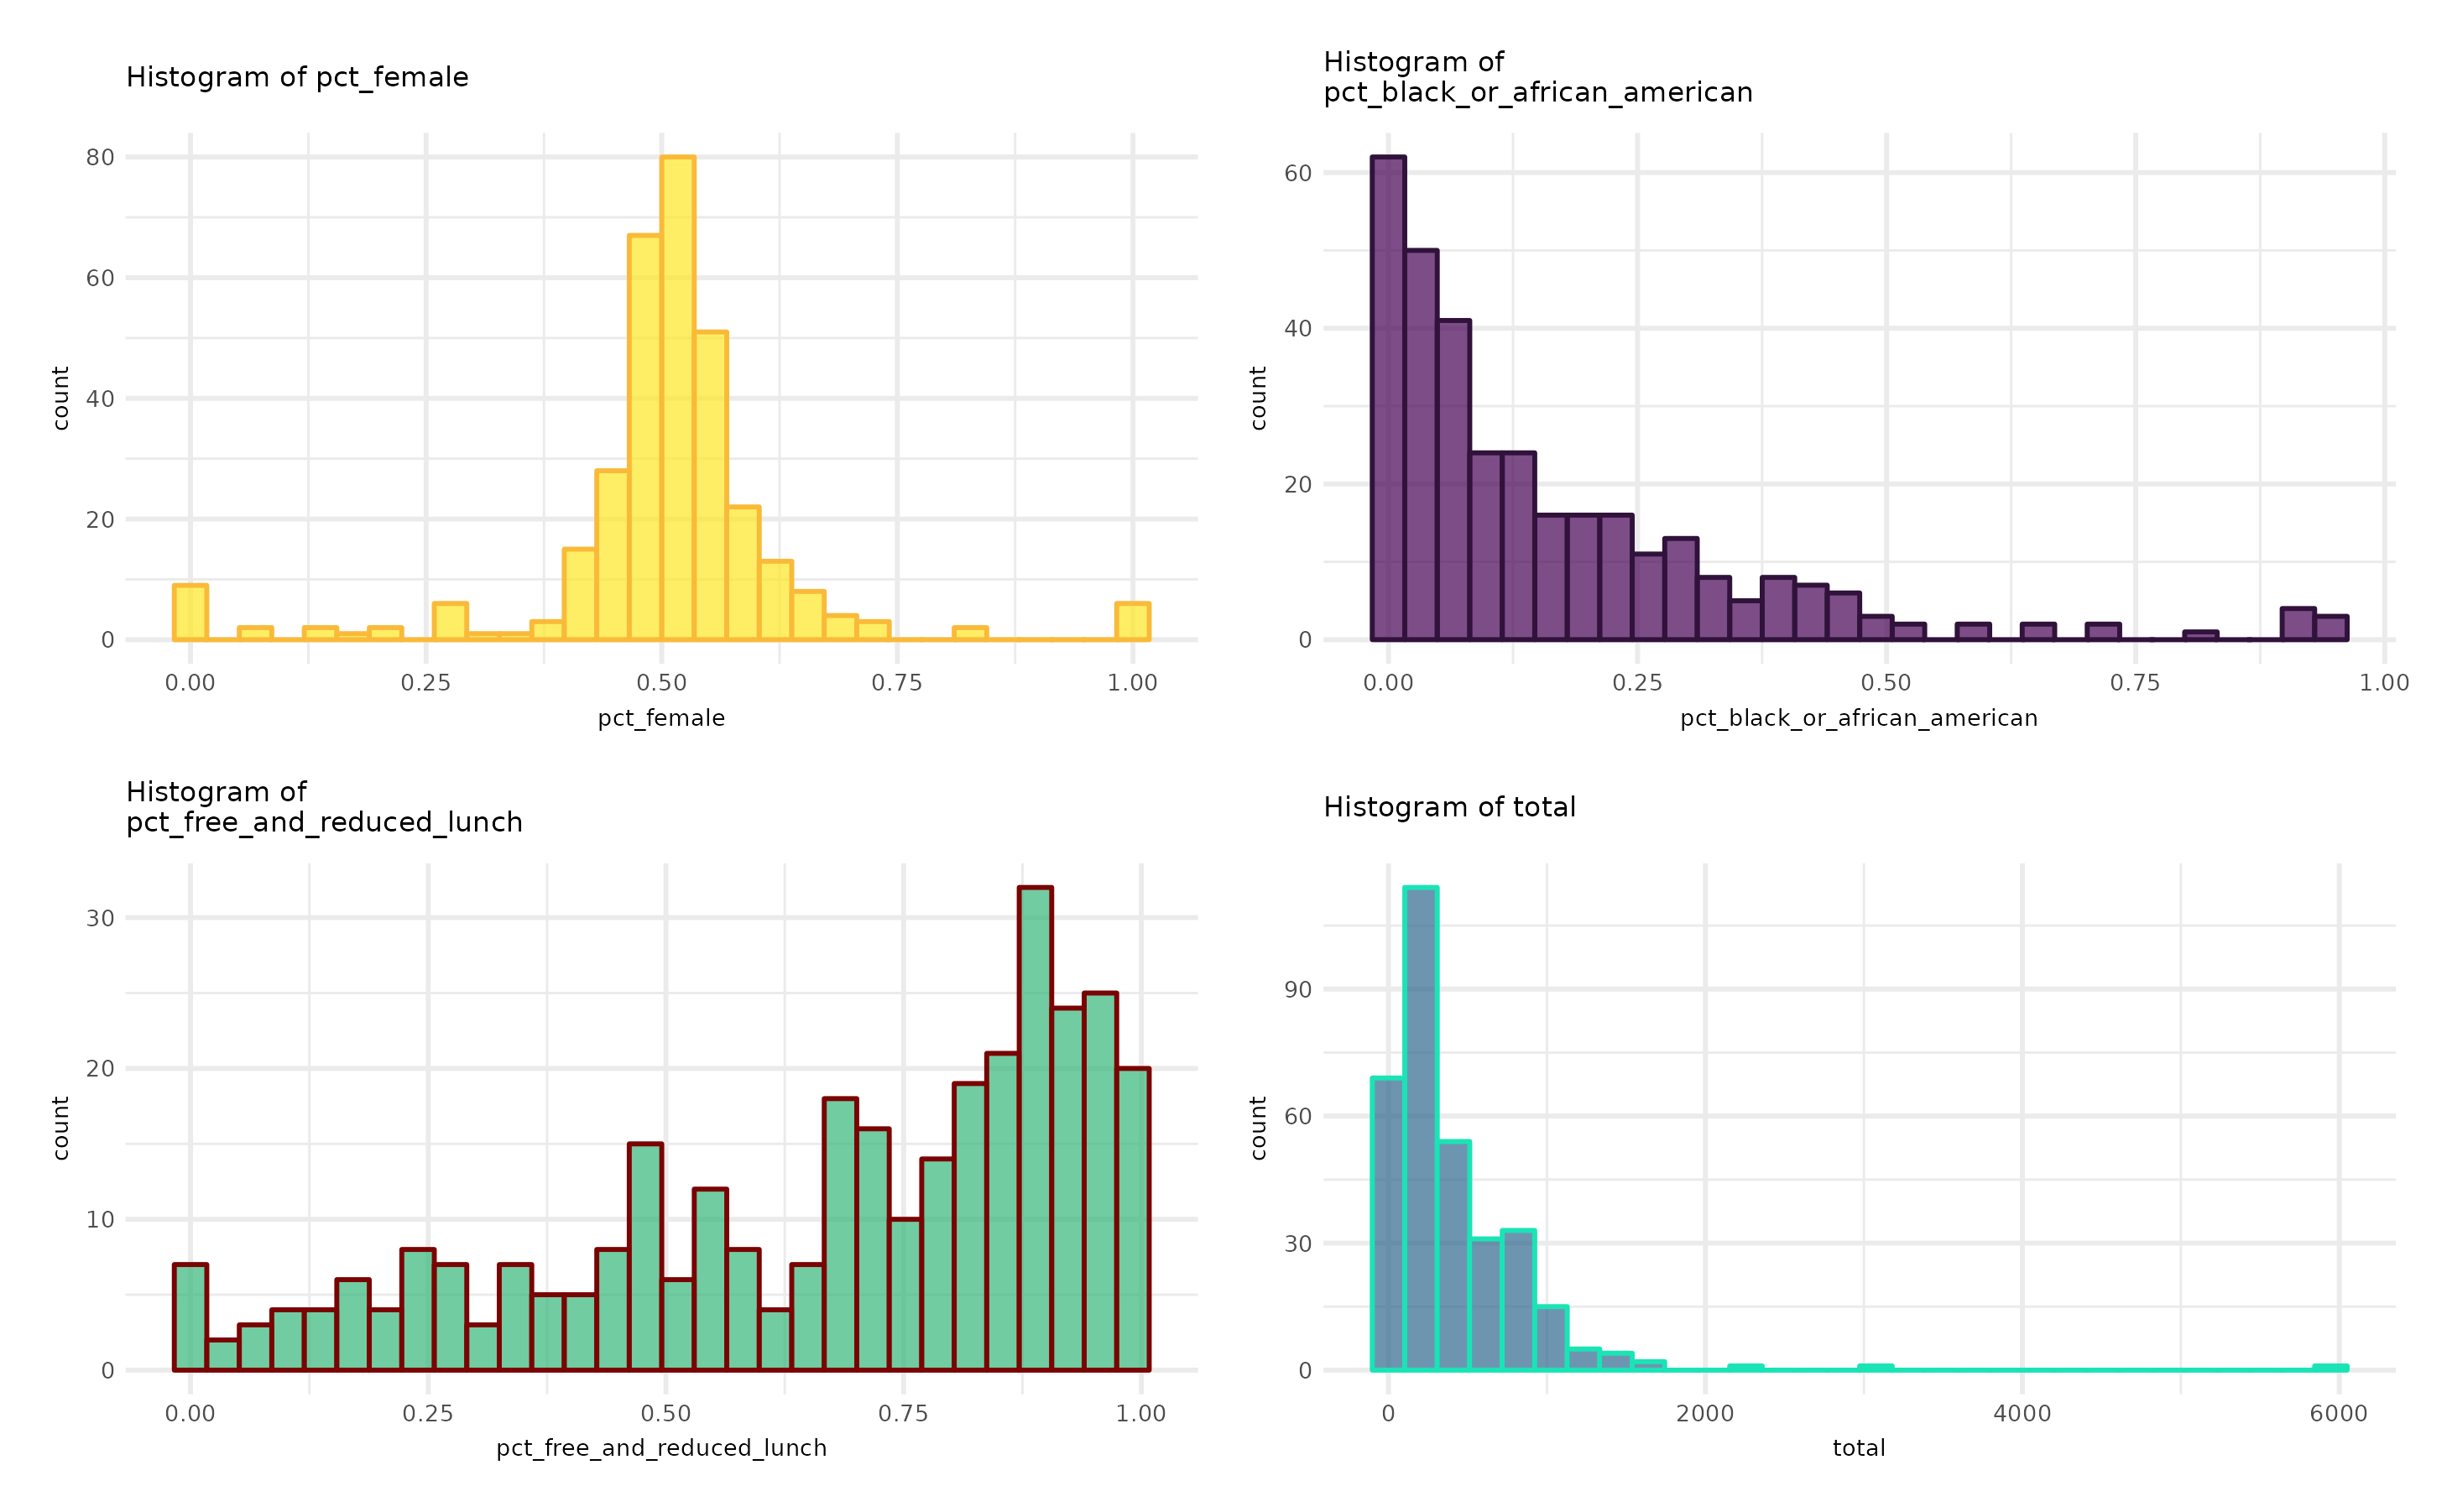 Histogram of pct_female
80
60
40
20
0
count
0.00 0.25 0.50 0.75 1.00
pct_female
Histogram of
pct_black_or_african_american
60
40
20
0
count
0.00 0.25 0.50 0.75 1.00
pct_black_or_african_american
Histogram of
pct_free_and_reduced_lunch
30
20
10
0
count
0.00 0.25 0.50 0.75 1.00
pct_free_and_reduced_lunch
Histogram of total
90
60
30
0
count
0 2000 4000 6000
total